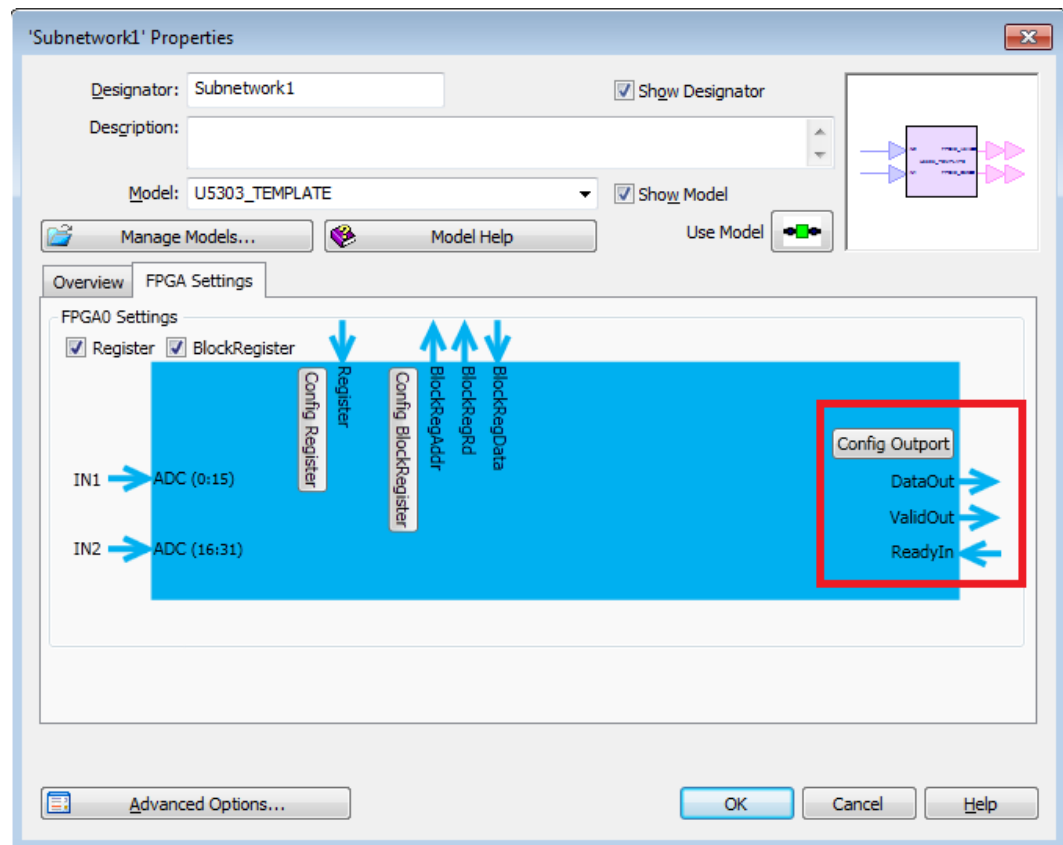 'Subnetwork1' Properties
Designator: Subnetwork1
Show Designator
Description:
Model: U5303_TEMPLATE
Show Model
Manage Models...
Model Help
Use Model
Overview
FPGA Settings
FPGA0 Settings
Register
BlockRegister
Config Register
Register
Config BlockRegister
BlockRegAddr
BlockRegRd
BlockRegData
Config Outport
IN1
ADC (0:15)
DataOut
ValidOut
IN2
ADC (16:31)
ReadyIn
Advanced Options...
OK
Cancel
Help